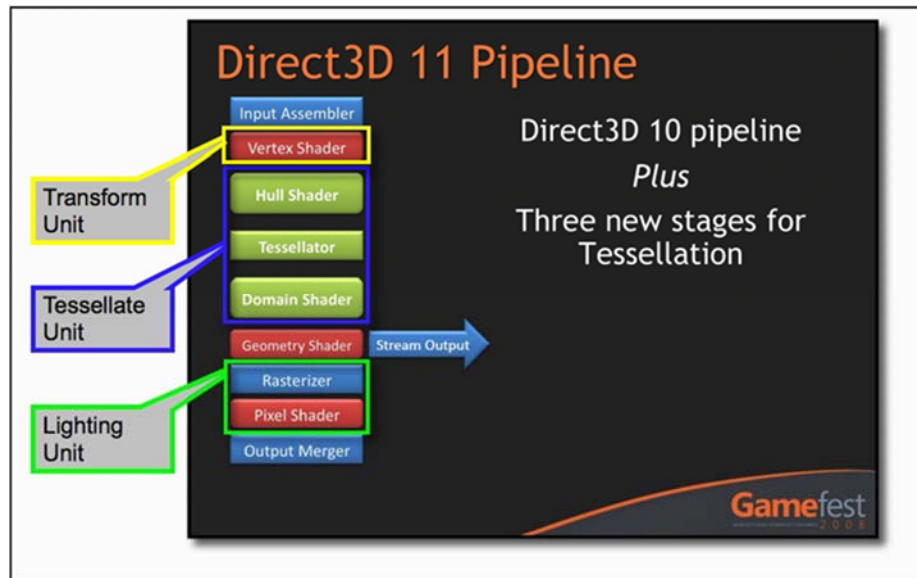 Direct3D 11 Pipeline
Input Assembler
Vertex Shader
Hull Shader
Tessellator
Domain Shader
Geometry Shader
Stream Output
Rasterizer
Pixel Shader
Output Merger
Direct3D 10 pipeline
Plus
Three new stages for
Tessellation
Transform
Unit
Tessellate
Unit
Lighting
Unit
Gamefest
2008